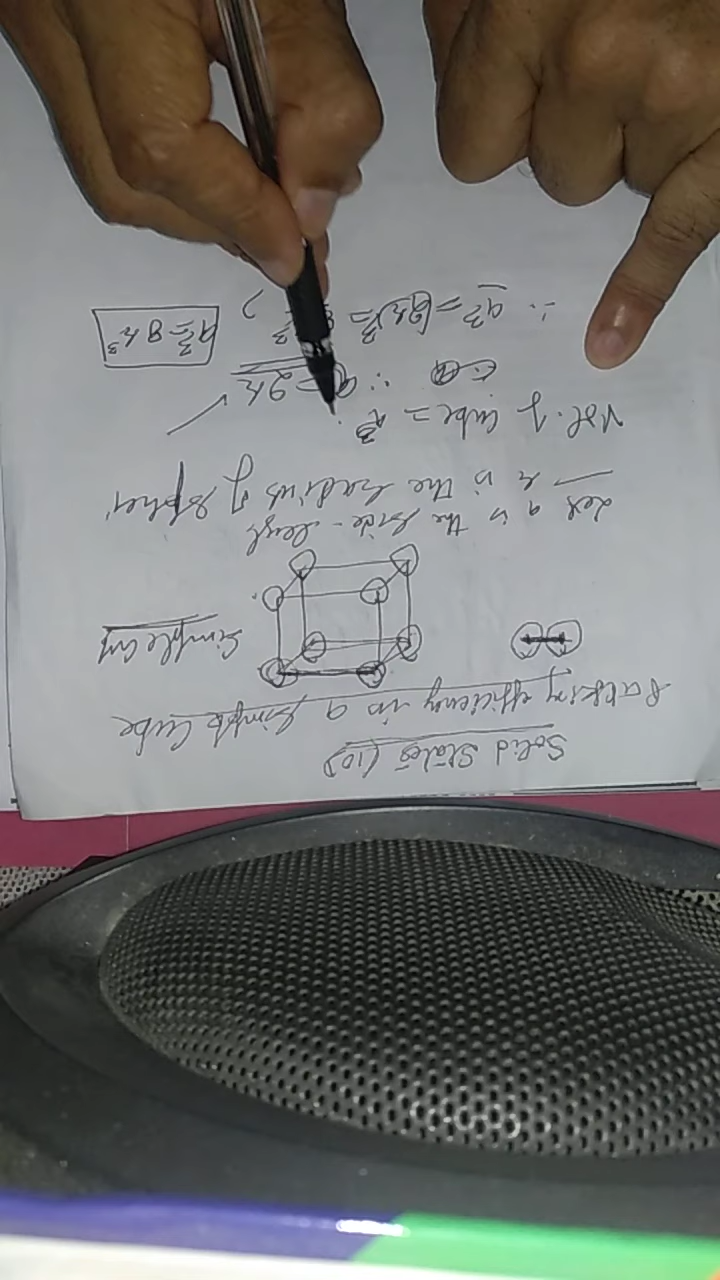 Solid States (10)
Packing efficiency in a Simple Cube
Simple
Let a is the Side-length
r is the radius of Sphere
Vol. of Cube = a³
∵ a = 2r
∴ a³ = (2r)³ =
a³ = 8r³